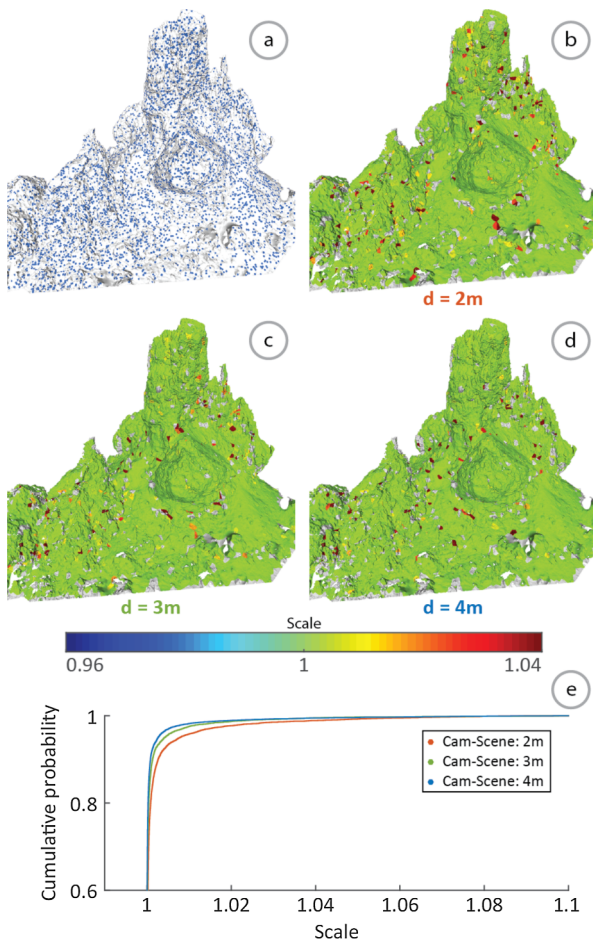 a
b
d = 2m
c
d
d = 3m
d = 4m
Scale
0.96
1
1.04
e
1
0.8
0.6
Cumulative probability
Cam-Scene: 2m
Cam-Scene: 3m
Cam-Scene: 4m
1
1.02
1.04
1.06
1.08
1.1
Scale